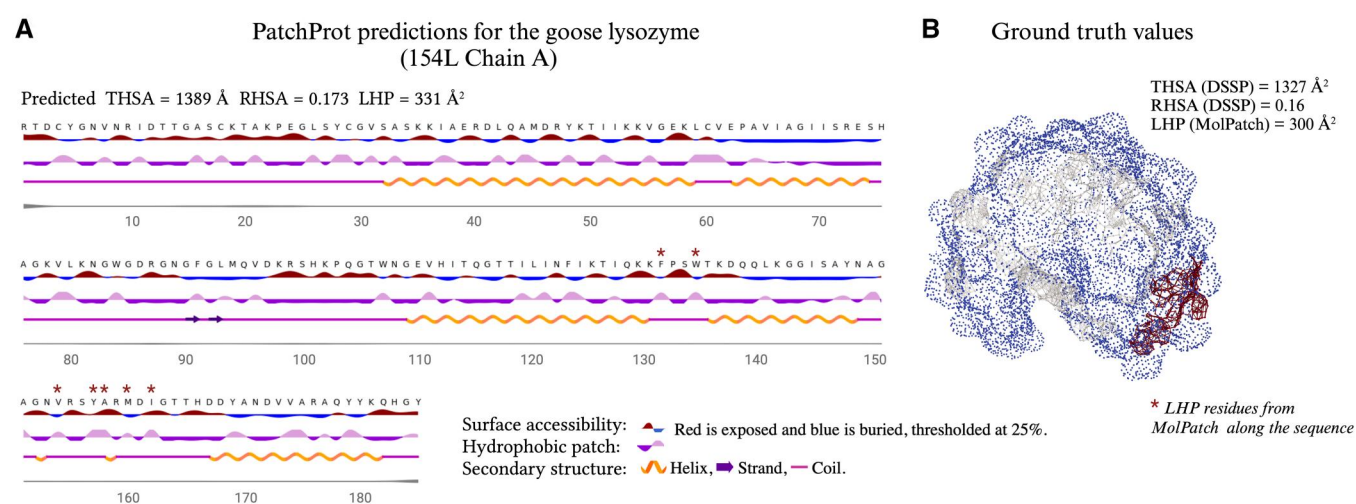 A
PatchProt predictions for the goose lysozyme
(154L Chain A)
Predicted THSA = 1389 Å RHSA = 0.173 LHP = 331 Å²
R T D C Y G N V N R I D T T G A S C K T A K P E G L S Y C G V S A S K K I A E R D L Q A M D R Y K T I I K K V G E K L C V E P A V I A G I I S R E S H
10 20 30 40 50 60 70
* *
A G K V L K N G W G D R G N G F G L M Q V D K R S H K P Q G T W N G E V H I T Q G T T I L I N F I K T I Q K K F P S W T K D Q Q L K G G I S A Y N A G
80 90 100 110 120 130 140 150
* * * * *
A G N V R S Y A R M D I G T T H D D Y A N D V V A R A Q Y Y K Q H G Y
160 170 180
Surface accessibility: Red is exposed and blue is buried, thresholded at 25%.
Hydrophobic patch:
Secondary structure: Helix, Strand, Coil.
B
Ground truth values
THSA (DSSP) = 1327 Å²
RHSA (DSSP) = 0.16
LHP (MolPatch) = 300 Å²
* LHP residues from
MolPatch along the sequence